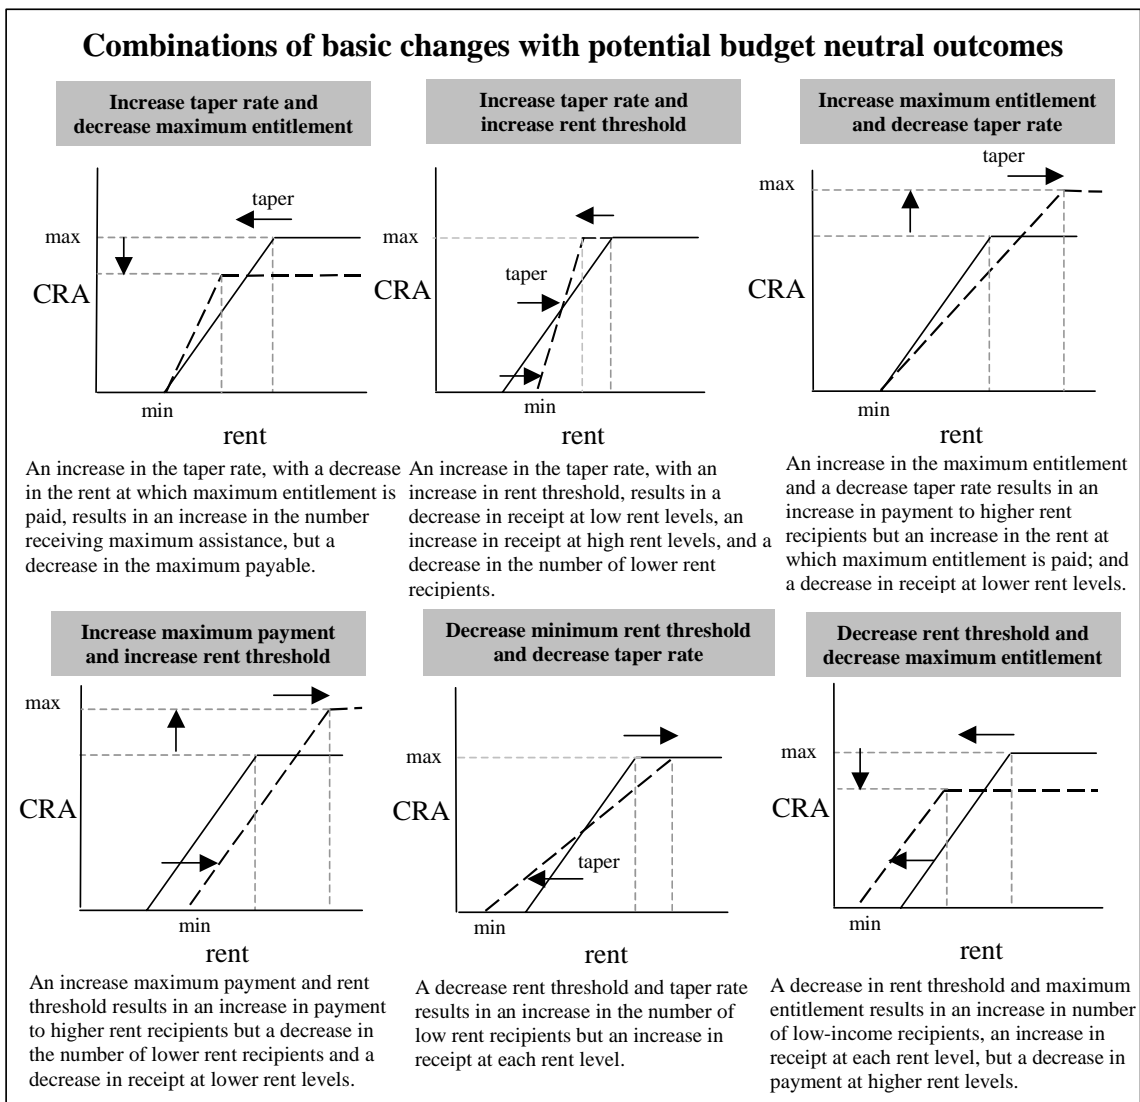 Combinations of basic changes with potential budget neutral outcomes
Increase taper rate and
decrease maximum entitlement
taper
max
CRA
min
rent
An increase in the taper rate, with a decrease
in the rent at which maximum entitlement is
paid, results in an increase in the number
receiving maximum assistance, but a
decrease in the maximum payable.
Increase taper rate and
increase rent threshold
max
taper
CRA
min
rent
An increase in the taper rate, with an
increase in rent threshold, results in a
decrease in receipt at low rent levels, an
increase in receipt at high rent levels, and a
decrease in the number of lower rent
recipients.
Increase maximum entitlement
and decrease taper rate
taper
max
CRA
min
rent
An increase in the maximum entitlement
and a decrease taper rate results in an
increase in payment to higher rent
recipients but an increase in the rent at
which maximum entitlement is paid; and
a decrease in receipt at lower rent levels.
Increase maximum payment
and increase rent threshold
max
CRA
min
rent
An increase maximum payment and rent
threshold results in an increase in payment
to higher rent recipients but a decrease in
the number of lower rent recipients and a
decrease in receipt at lower rent levels.
Decrease minimum rent threshold
and decrease taper rate
max
CRA
taper
min
rent
A decrease rent threshold and taper rate
results in an increase in the number of
low rent recipients but an increase in
receipt at each rent level.
Decrease rent threshold and
decrease maximum entitlement
max
CRA
min
rent
A decrease in rent threshold and maximum
entitlement results in an increase in number
of low-income recipients, an increase in
receipt at each rent level, but a decrease in
payment at higher rent levels.